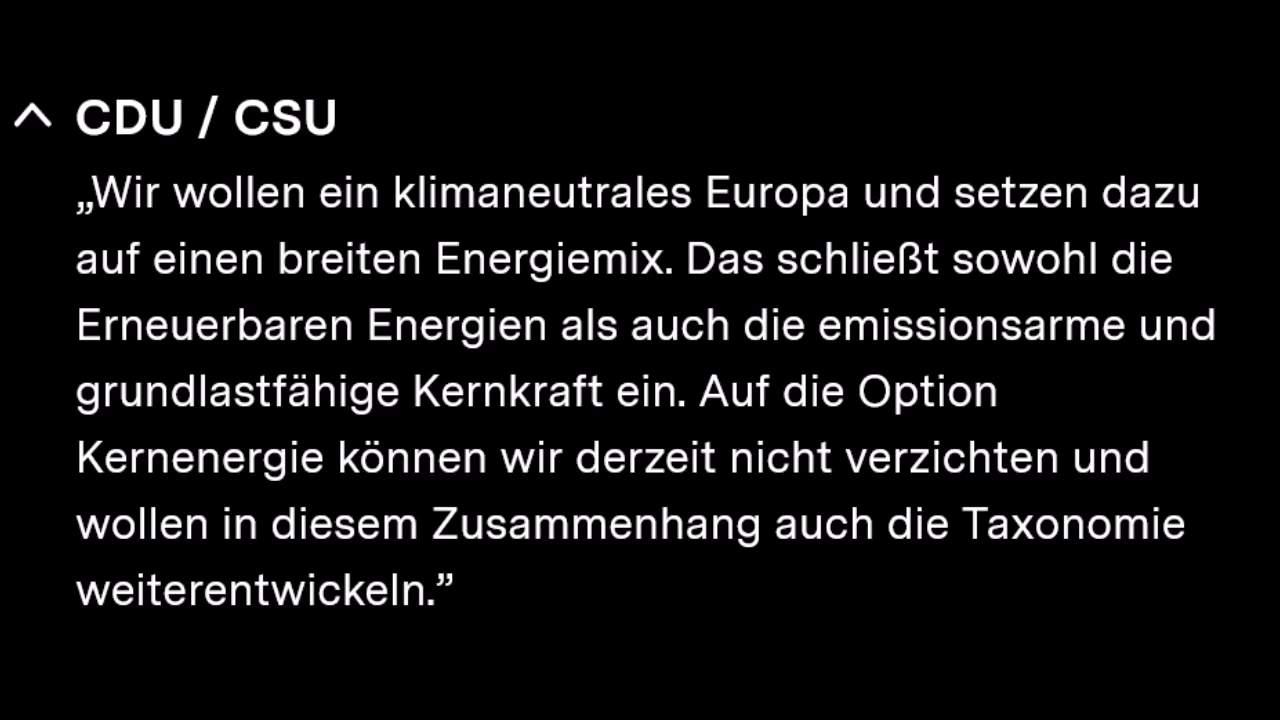 CDU / CSU
„Wir wollen ein klimaneutrales Europa und setzen dazu
auf einen breiten Energiemix. Das schließt sowohl die
Erneuerbaren Energien als auch die emissionsarme und
grundlastfähige Kernkraft ein. Auf die Option
Kernenergie können wir derzeit nicht verzichten und
wollen in diesem Zusammenhang auch die Taxonomie
weiterentwickeln.”